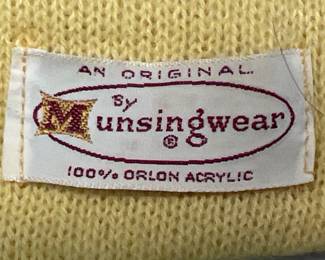 AN ORIGINAL
By
Munsingwear
®
100% ORLON ACRYLIC